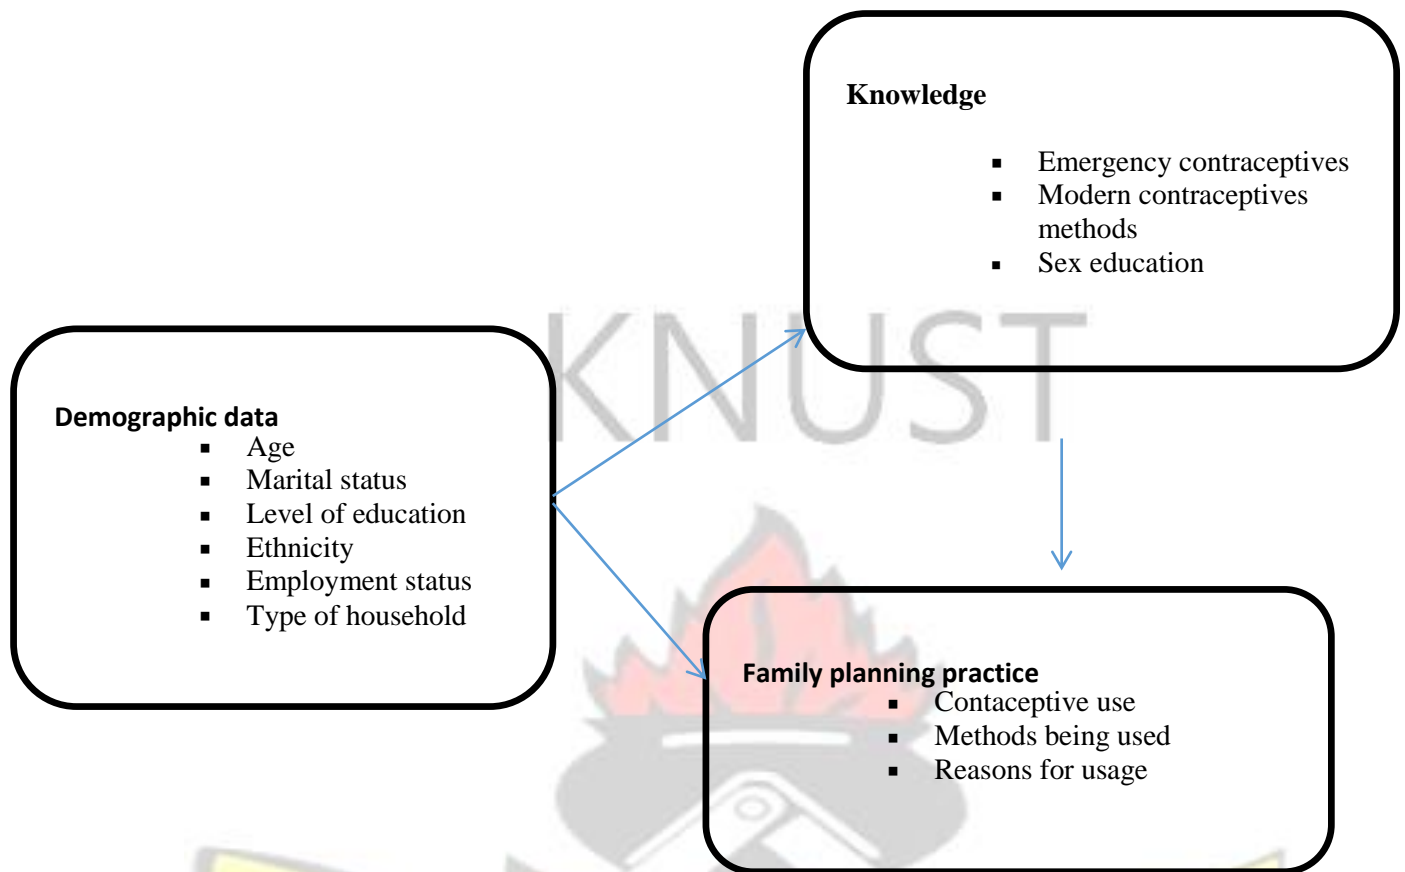 Knowledge
▪ Emergency contraceptives
▪ Modern contraceptives
methods
▪ Sex education
KNUST
Demographic data
▪ Age
▪ Marital status
▪ Level of education
▪ Ethnicity
▪ Employment status
▪ Type of household
Family planning practice
▪ Contaceptive use
▪ Methods being used
▪ Reasons for usage